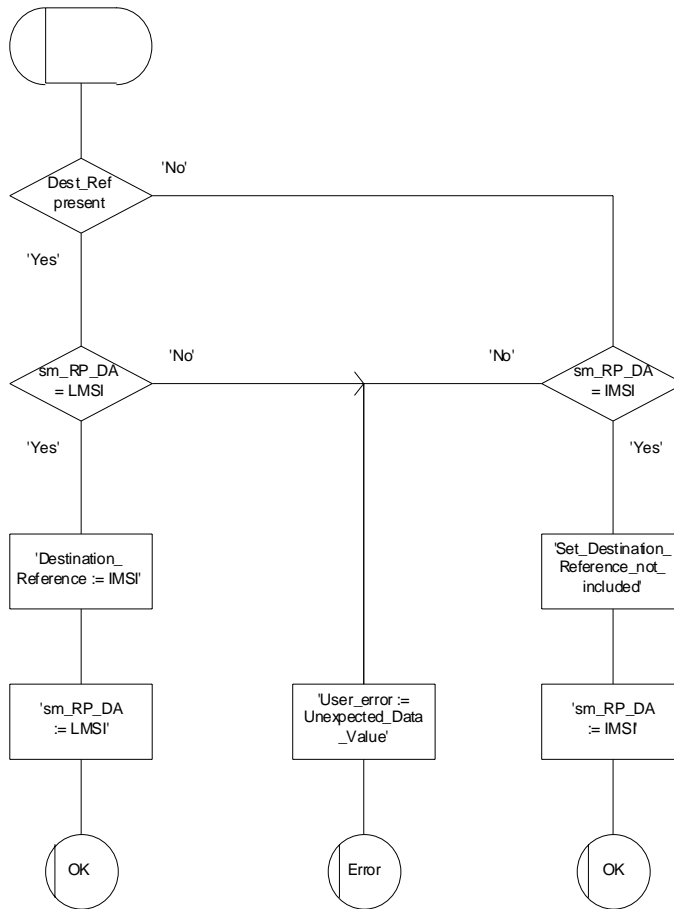 'No'
Dest_Ref
present
'Yes'
sm_RP_DA
= LMSI
'No'
'No'
sm_RP_DA
= IMSI
'Yes'
'Yes'
'Destination_
Reference := IMSI'
'Set_Destination_
Reference_not_
included'
'sm_RP_DA
:= LMSI'
'User_error :=
Unexpected_Data
_Value'
'sm_RP_DA
:= IMSI'
OK
Error
OK